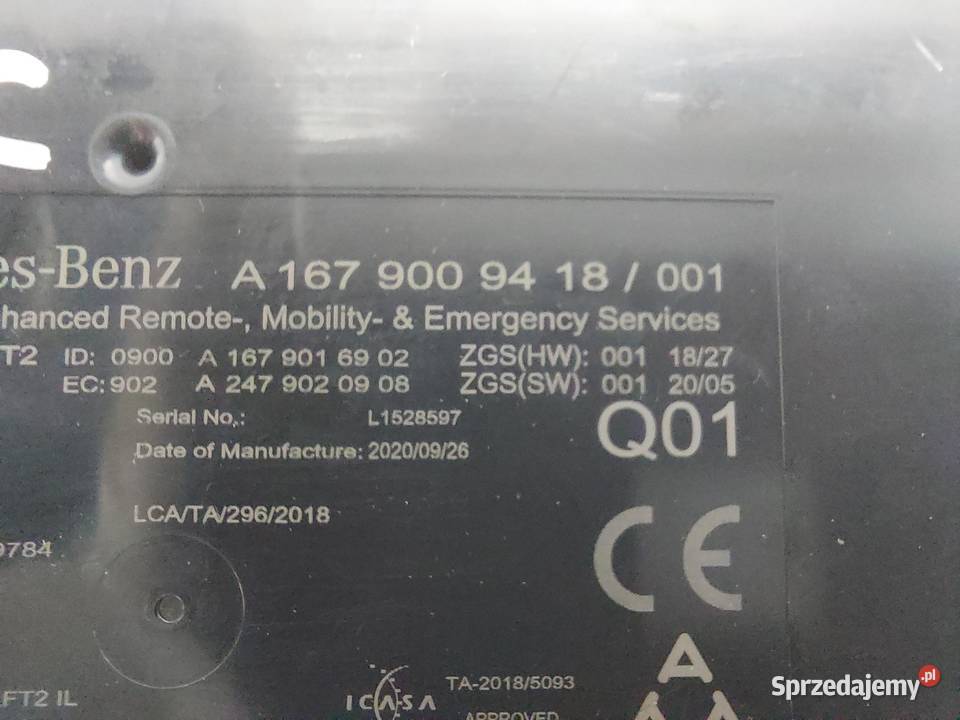 es-Benz A 167 900 94 18 / 001
hanced Remote-, Mobility- & Emergency Services
FT2 ID: 0900 A 167 901 69 02 ZGS(HW): 001 18/27
EC: 902 A 247 902 09 08 ZGS(SW): 001 20/05
Serial No.: L1528597
Q01
Date of Manufacture: 2020/09/26
LCA/TA/296/2018
9784
CE
FT2 IL
ICASA TA-2018/5093
APPROVED
Sprzedajemy.pl